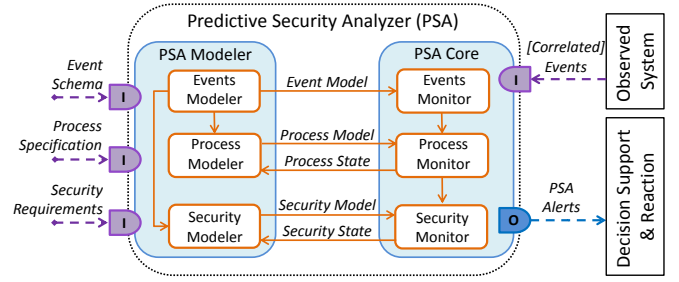 Predictive Security Analyzer (PSA)
PSA Modeler
PSA Core
Event
Schema
I
Events
Modeler
Event Model
Events
Monitor
I
[Correlated]
Events
Observed
System
Process
Specification
I
Process
Modeler
Process Model
Process State
Process
Monitor
Security
Requirements
I
Security
Modeler
Security Model
Security State
Security
Monitor
O
PSA
Alerts
Decision Support
& Reaction